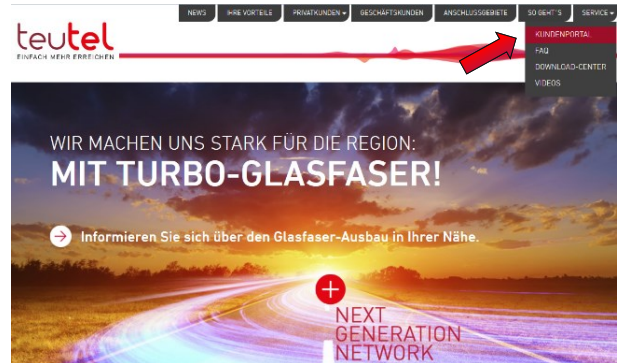 NEWS IHRE VORTEILE PRIVATKUNDEN GESCHÄFTSKUNDEN ANSCHLUSSGEBIETE SO GEHT'S SERVICE
teutel
EINFACH MEHR ERREICHEN
KUNDENPORTAL
FAQ
DOWNLOAD-CENTER
VIDEOS
WIR MACHEN UNS STARK FÜR DIE REGION:
MIT TURBO-GLASFASER!
Informieren Sie sich über den Glasfaser-Ausbau in Ihrer Nähe.
NEXT
GENERATION
NETWORK